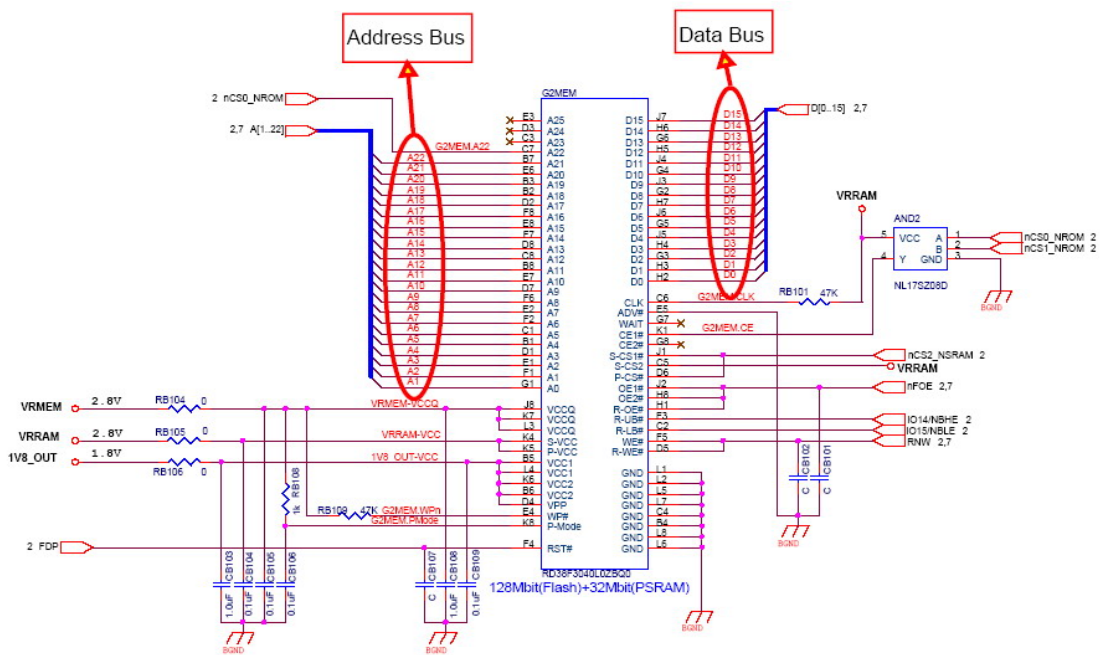 Address Bus
Data Bus
2 nCS0_NROM
2,7 A[1..22]
G2MEM
D[0..15] 2,7
E3 A25
D3 A24
C3 A23
G2MEM.A22 C7 A22
A22 B7 A21
A21 E6 A20
A20 B3 A19
A19 B2 A18
A18 D2 A17
A17 F8 A16
A16 E8 A15
A15 F7 A14
A14 D8 A13
A13 C8 A12
A12 B8 A11
A11 E7 A10
A10 D7 A9
A9 F6 A8
A8 E2 A7
A7 F2 A6
A6 C1 A5
A5 B1 A4
A4 D1 A3
A3 E1 A2
A2 F1 A1
A1 G1 A0
D15 J7 D15
D14 H6 D14
D13 G6 D13
D12 H5 D12
D11 J4 D11
D10 G4 D10
D9 J3 D9
D8 G2 D8
D7 H7 D7
D6 J6 D6
D5 G5 D5
D4 J5 D4
D3 H4 D3
D2 G3 D2
D1 H3 D1
D0 H2 D0
VRRAM
AND2
5 VCC A 1 nCS0_NROM 2
B 2 nCS1_NROM 2
4 Y GND 3
NL17SZ08D
BGND
CLK C6 G2MEM.CLK RB101 47K
ADV# E5
WAIT G7
CE1# K1 G2MEM.CE
CE2# G8
S-CS1# J1 nCS2_NSRAM 2
S-CS2 C5 VRRAM
P-CS# D6
OE1# J2 nFOE 2,7
OE2# H8
R-OE# H1
R-UB# F3 IO14/NBHE 2
R-LB# C2 IO15/NBLE 2
WE# F5 RNW 2,7
R-WE# D5
CB102 C
CB101 C
BGND
VRMEM 2.8V RB104 0 VRMEM-VCCQ J8 VCCQ
K7 VCCQ
L3 VCCQ
VRRAM 2.8V RB105 0 VRRAM-VCC K4 S-VCC
K5 P-VCC
1V8_OUT 1.8V RB106 0 1V8_OUT-VCC B5 VCC1
L4 VCC1
K6 VCC2
B6 VCC2
D4 VPP
RB108 1k
RB109 47K G2MEM.WPn E4 WP#
G2MEM.PMode K8 P-Mode
2 FDP F4 RST#
GND L1
GND L2
GND L5
GND L7
GND C4
GND B4
GND L8
GND L6
CB103 1.0uF
CB104 0.1uF
CB105 0.1uF
CB106 0.1uF
CB107 C
CB108 1.0uF
CB109 0.1uF
RD38F3040L0ZBQ0
128Mbit(Flash)+32Mbit(PSRAM)
BGND
BGND
BGND